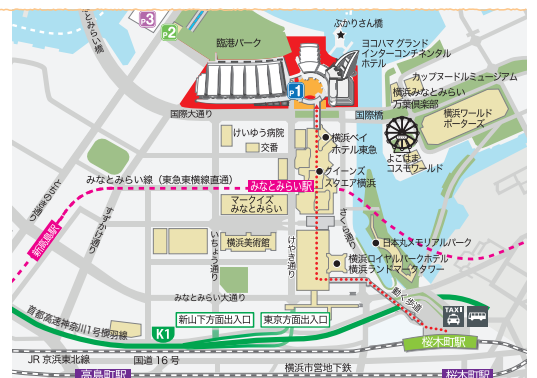 P3
P2
臨港パーク
ぷかりさん橋
ヨコハマ グランド
インターコンチネンタル
ホテル
P1
カップヌードルミュージアム
横浜みなとみらい
万葉倶楽部
国際大通り
国際橋
横浜ワールド
ポーターズ
けいゆう病院
交番
横浜ベイ
ホテル東急
よこはま
コスモワールド
クイーンズ
スクエア横浜
みなとみらい線（東急東横線直通）
みなとみらい駅
とちのき通り
すずかけ通り
新高島駅
マークイズ
みなとみらい
さくら通り
いちょう通り
横浜美術館
けやき通り
日本丸メモリアルパーク
横浜ロイヤルパークホテル
横浜ランドマークタワー
みなとみらい大通り
動く歩道
首都高速神奈川1号横羽線
K1
新山下方面出入口
東京方面出入口
TAXI
桜木町駅
JR 京浜東北線
国道 16 号
横浜市営地下鉄
高島町駅
桜木町駅